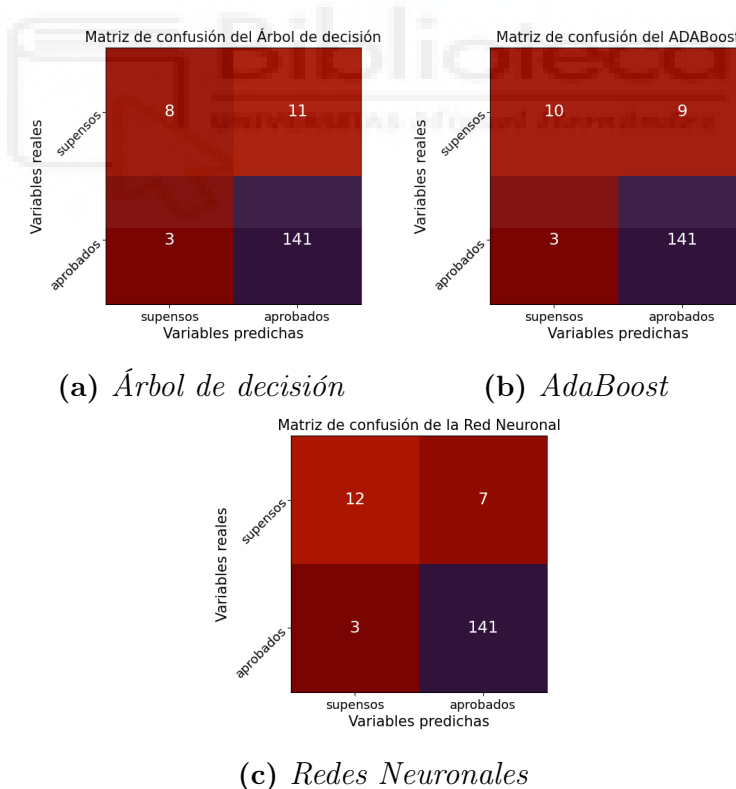 Biblioteca
Matriz de confusión del Árbol de decisión
Variables reales
supensos
aprobados
8 11
3 141
supensos aprobados
Variables predichas
(a) Árbol de decisión
Matriz de confusión del ADABoost
Variables reales
supensos
aprobados
10 9
3 141
supensos aprobados
Variables predichas
(b) AdaBoost
Matriz de confusión de la Red Neuronal
Variables reales
supensos
aprobados
12 7
3 141
supensos aprobados
Variables predichas
(c) Redes Neuronales